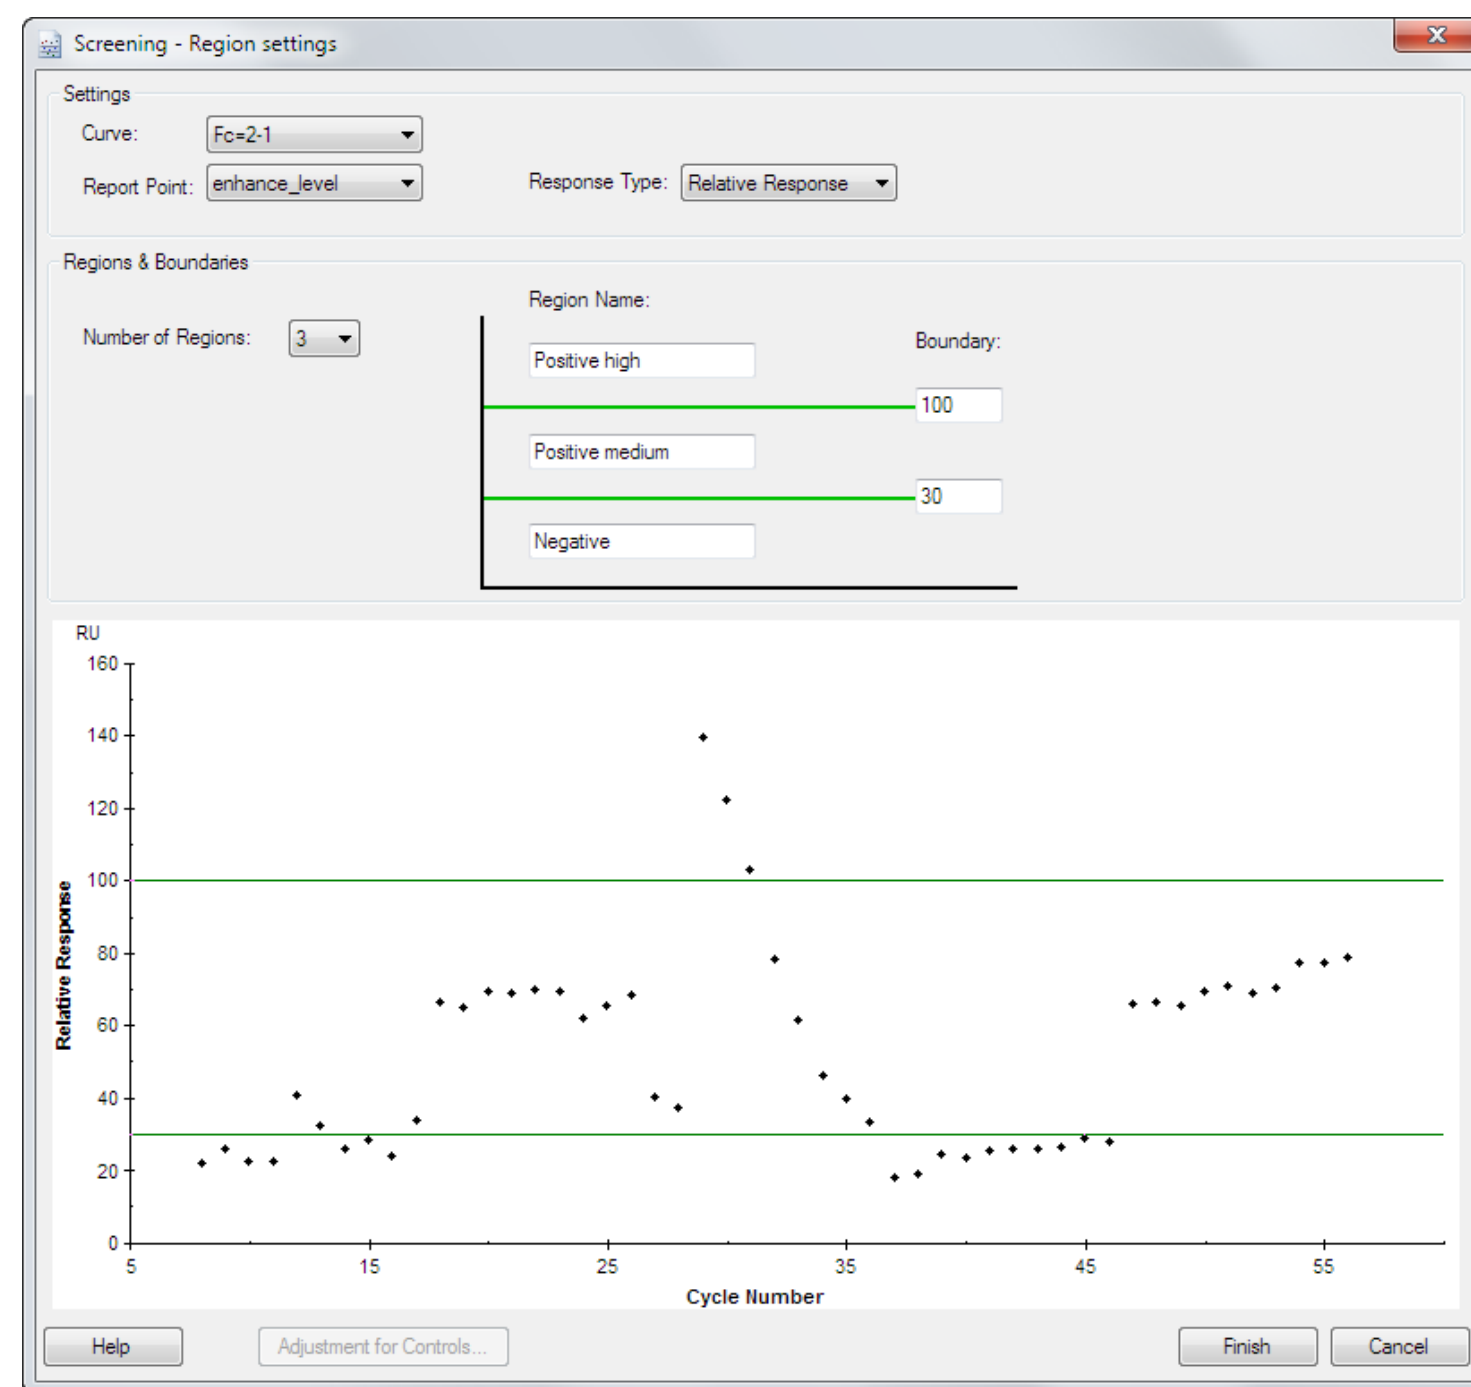 Screening - Region settings
Settings
Curve: Fc=2-1
Report Point: enhance_level Response Type: Relative Response
Regions & Boundaries
Region Name:
Number of Regions: 3
Boundary:
Positive high
100
Positive medium
30
Negative
RU
160
140
120
100
80
60
40
20
0
Relative Response
5 15 25 35 45 55
Cycle Number
Help Adjustment for Controls... Finish Cancel